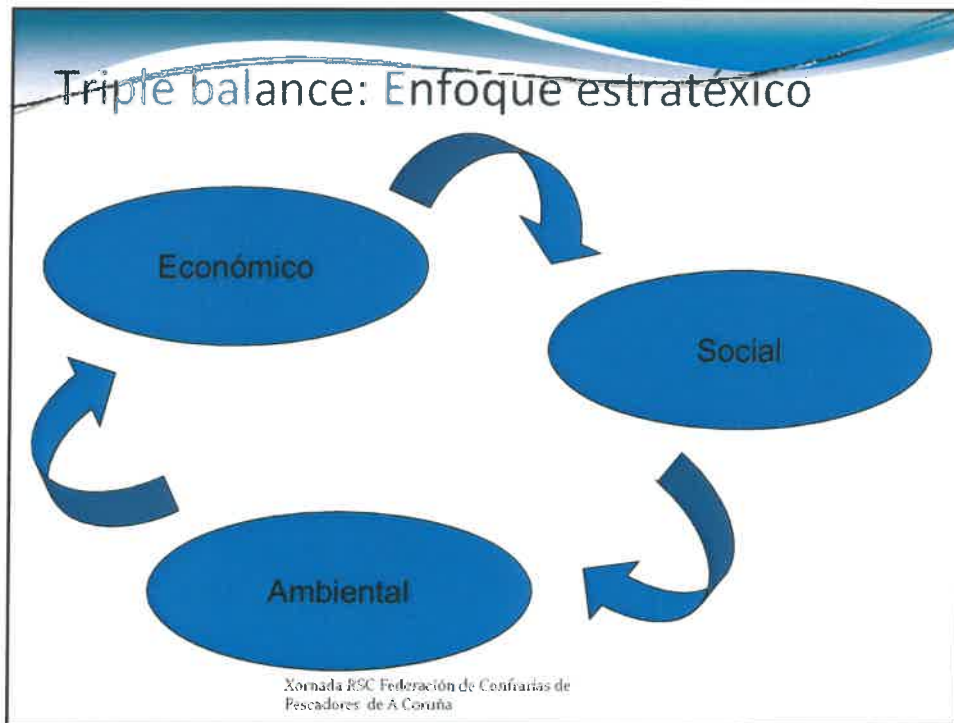 Triple balance: Enfoque estratéxico
Económico
Social
Ambiental
Xornada RSC Federación de Confrarías de
Pescadores de A Coruña